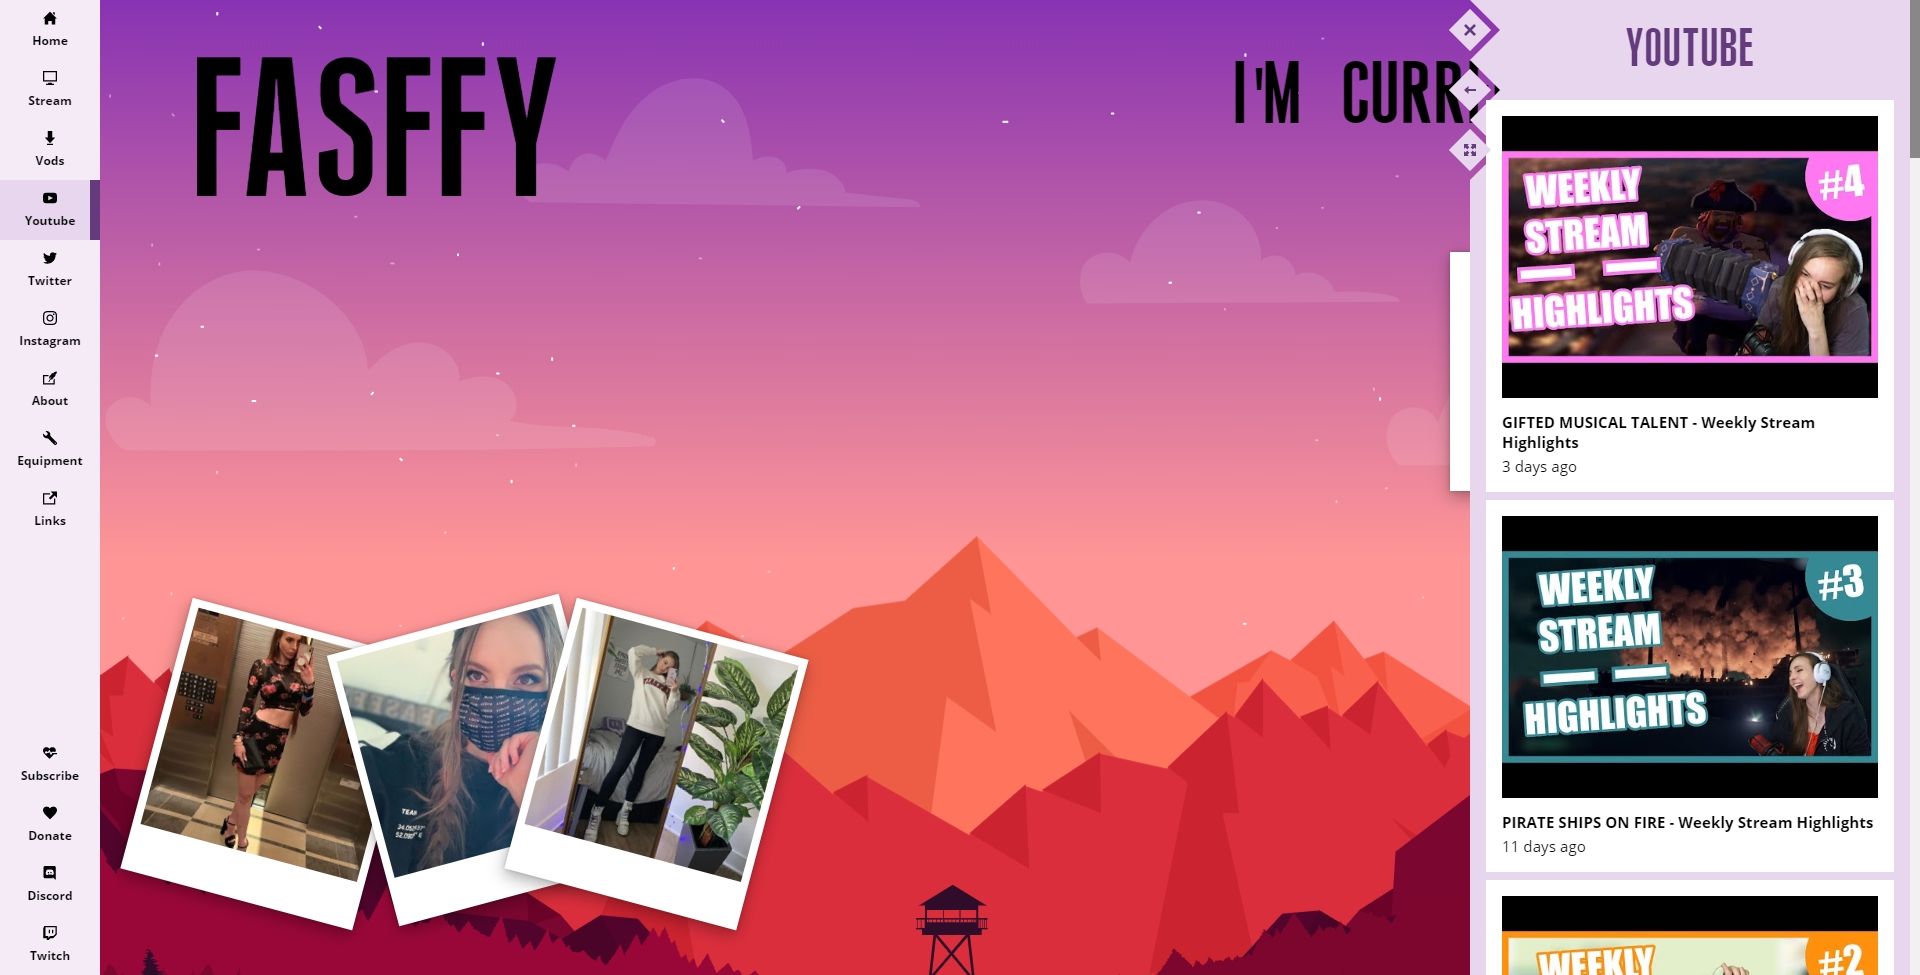 Home
Stream
Vods
Youtube
Twitter
Instagram
About
Equipment
Links
Subscribe
Donate
Discord
Twitch
FASFFY
I'M CURR
TEAM
YOUTUBE
WEEKLY
STREAM
HIGHLIGHTS
#4
GIFTED MUSICAL TALENT - Weekly Stream
Highlights
3 days ago
WEEKLY
STREAM
HIGHLIGHTS
#3
PIRATE SHIPS ON FIRE - Weekly Stream Highlights
11 days ago
WEEKLY
#2